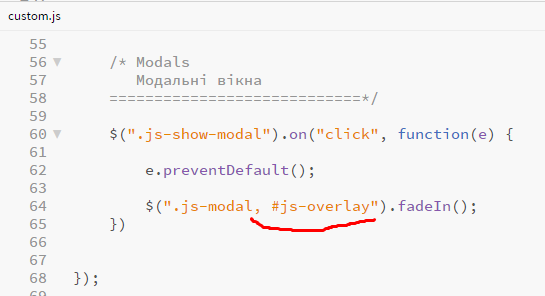 custom.js
55
56 /* Modals
57 Модальні вікна
58 ============================*/
59
60 $(".js-show-modal").on("click", function(e) {
61
62 e.preventDefault();
63
64 $(".js-modal, #js-overlay").fadeIn();
65 })
66
67
68 });
69